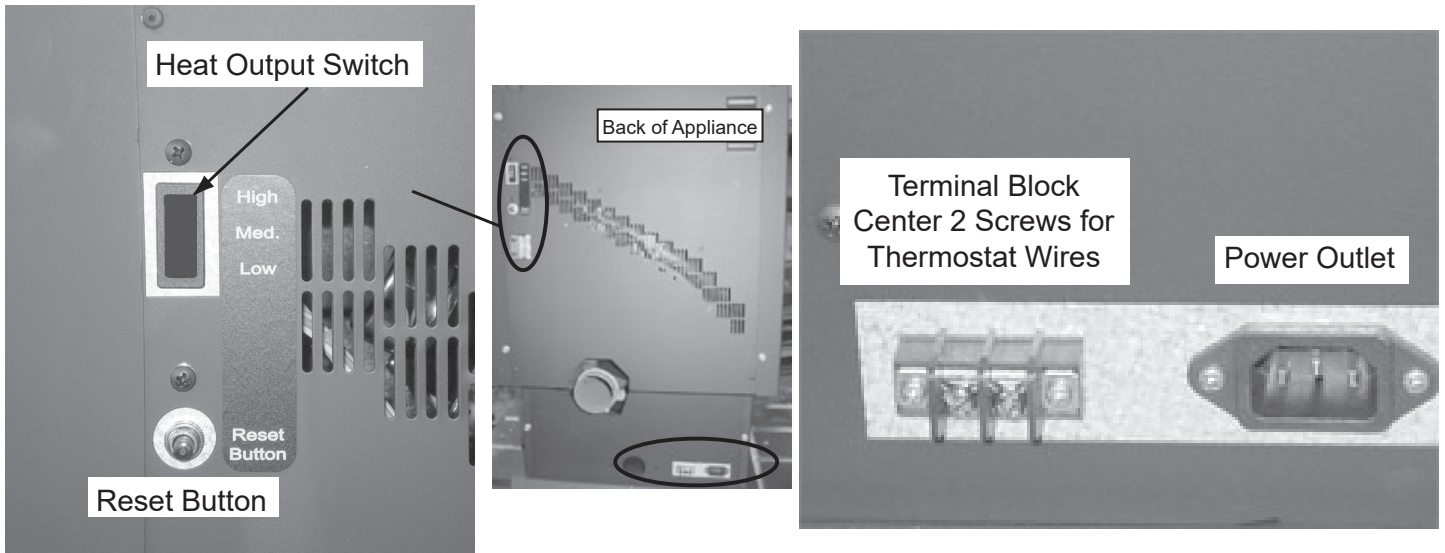 Heat Output Switch
High
Med.
Low
Reset
Button
Reset Button
Back of Appliance
Terminal Block
Center 2 Screws for
Thermostat Wires
Power Outlet